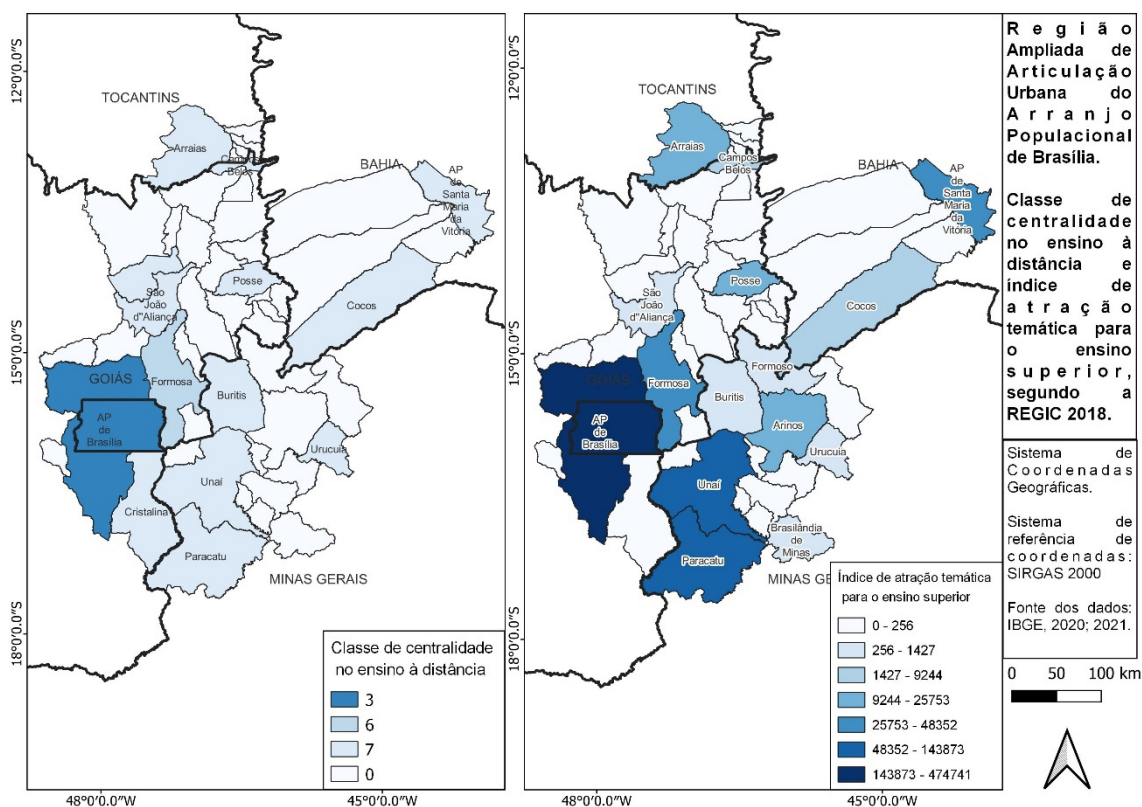 12°0'0.0"S
15°0'0.0"S
18°0'0.0"S
48°0'0.0"W
45°0'0.0"W
TOCANTINS
Arraias
Campos
Belos
BAHIA
AP
de
Santa
Maria
da
Vitória
São
João
d"Aliança
Posse
Cocos
GOIÁS
Formosa
AP
de
Brasília
Buritis
Urucuia
Unaí
Cristalina
Paracatu
MINAS GERAIS
Classe de centralidade
no ensino à distância
3
6
7
0
12°0'0.0"S
15°0'0.0"S
18°0'0.0"S
48°0'0.0"W
45°0'0.0"W
TOCANTINS
Arraias
Campos
Belos
BAHIA
AP
de
Santa
Maria
da
Vitória
São
João
d"Aliança
Posse
Cocos
GOIÁS
Formosa
AP
de
Brasília
Formoso
Buritis
Arinos
Urucuia
Unaí
Brasilândia
de
Minas
Paracatu
MINAS GE
Índice de atração temática
para o ensino superior
0 - 256
256 - 1427
1427 - 9244
9244 - 25753
25753 - 48352
48352 - 143873
143873 - 474741
Região
Ampliada de
Articulação
Urbana do
Arranjo
Populacional
de Brasília.
Classe de
centralidade
no ensino à
distância e
índice de
atração
temática para
o ensino
superior,
segundo a
REGIC 2018.
Sistema de
Coordenadas
Geográficas.
Sistema de
referência de
coordenadas:
SIRGAS 2000
Fonte dos dados:
IBGE, 2020; 2021.
0 50 100 km